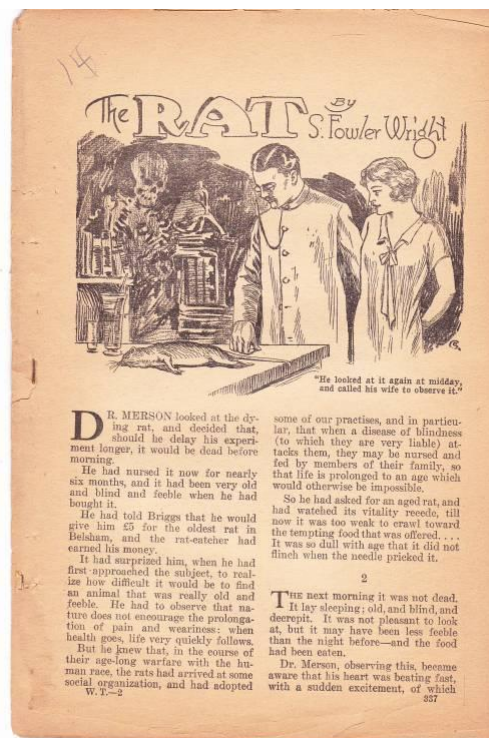 14
The RAT BY
S. Fowler Wright
"He looked at it again at midday,
and called his wife to observe it."
DR. MERSON looked at the dy-
ing rat, and decided that,
should he delay his experi-
ment longer, it would be dead before
morning.
He had nursed it now for nearly
six months, and it had been very old
and blind and feeble when he had
bought it.
He had told Briggs that he would
give him £5 for the oldest rat in
Belsham, and the rat-catcher had
earned his money.
It had surprized him, when he had
first approached the subject, to real-
ize how difficult it would be to find
an animal that was really old and
feeble. He had to observe that na-
ture does not encourage the prolonga-
tion of pain and weariness: when
health goes, life very quickly follows.
But he knew that, in the course of
their age-long warfare with the hu-
man race, the rats had arrived at some
social organization, and had adopted
W. T.—2
some of our practises, and in particu-
lar, that when a disease of blindness
(to which they are very liable) at-
tacks them, they may be nursed and
fed by members of their family, so
that life is prolonged to an age which
would otherwise be impossible.
So he had asked for an aged rat, and
had watched its vitality recede, till
now it was too weak to crawl toward
the tempting food that was offered. . . .
It was so dull with age that it did not
flinch when the needle pricked it.
2
THE next morning it was not dead.
It lay sleeping; old, and blind, and
decrepit. It was not pleasant to look
at, but it may have been less feeble
than the night before—and the food
had been eaten.
Dr. Merson, observing this, became
aware that his heart was beating fast,
with a sudden excitement, of which
337